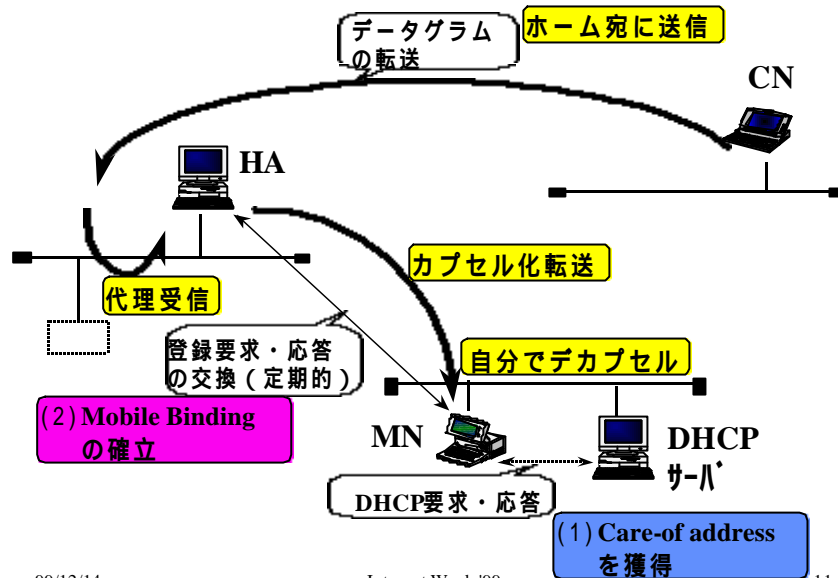 データグラム
の転送
ホーム宛に送信
CN
HA
カプセル化転送
代理受信
登録要求・応答
の交換(定期的)
自分でデカプセル
(2)Mobile Binding
の確立
MN
DHCP
サーバ
DHCP要求・応答
(1)Care-of address
を獲得